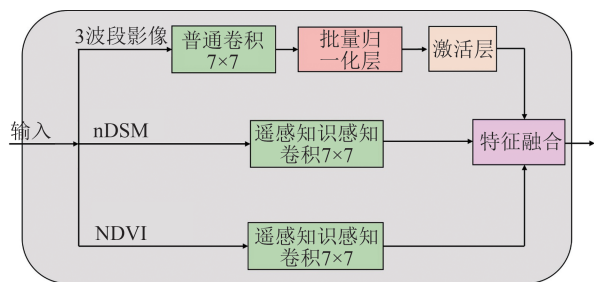 3波段影像
普通卷积
7×7
批量归
一化层
激活层
输入
nDSM
遥感知识感知
卷积7×7
特征融合
NDVI
遥感知识感知
卷积7×7